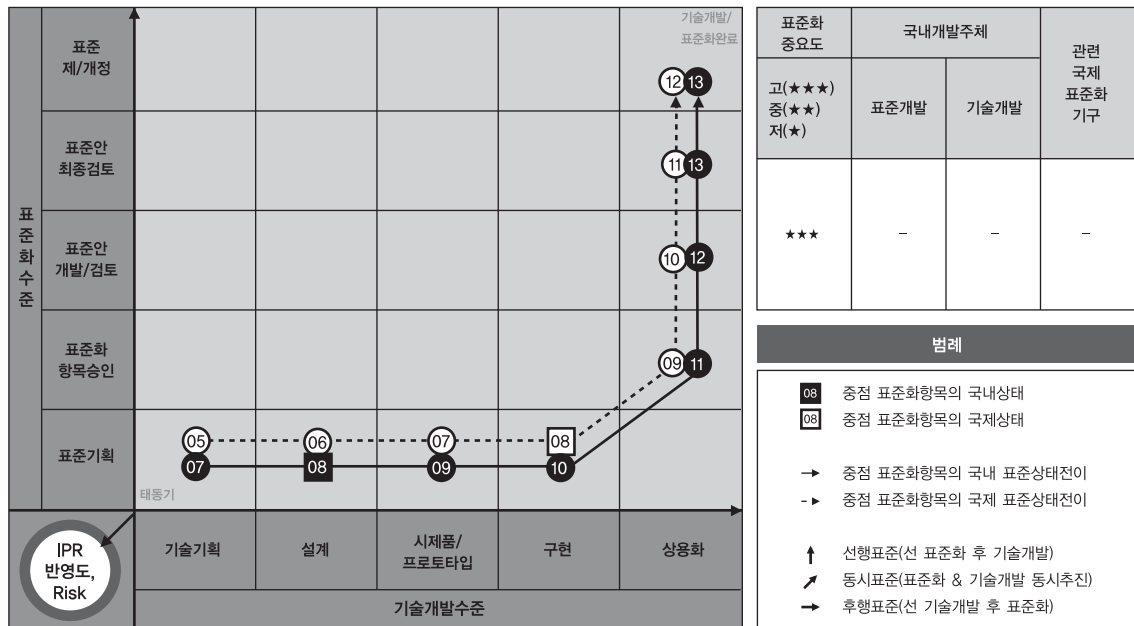 기술개발/
표준화완료
표준화수준
표준
제/개정
12 13
표준안
최종검토
11 13
표준안
개발/검토
10 12
표준화
항목승인
09 11
표준기획
05 06 07 08
07 08 09 10
태동기
IPR
반영도,
Risk
기술기획
설계
시제품/
프로토타입
구현
상용화
기술개발수준
표준화
중요도
국내개발주체
관련
국제
표준화
기구
고(★★★)
중(★★)
저(★)
표준개발
기술개발
★★★ – – –
범례
08 중점 표준화항목의 국내상태
08 중점 표준화항목의 국제상태
→ 중점 표준화항목의 국내 표준상태전이
-► 중점 표준화항목의 국제 표준상태전이
↑ 선행표준(선 표준화 후 기술개발)
↗ 동시표준(표준화 & 기술개발 동시추진)
→ 후행표준(선 기술개발 후 표준화)